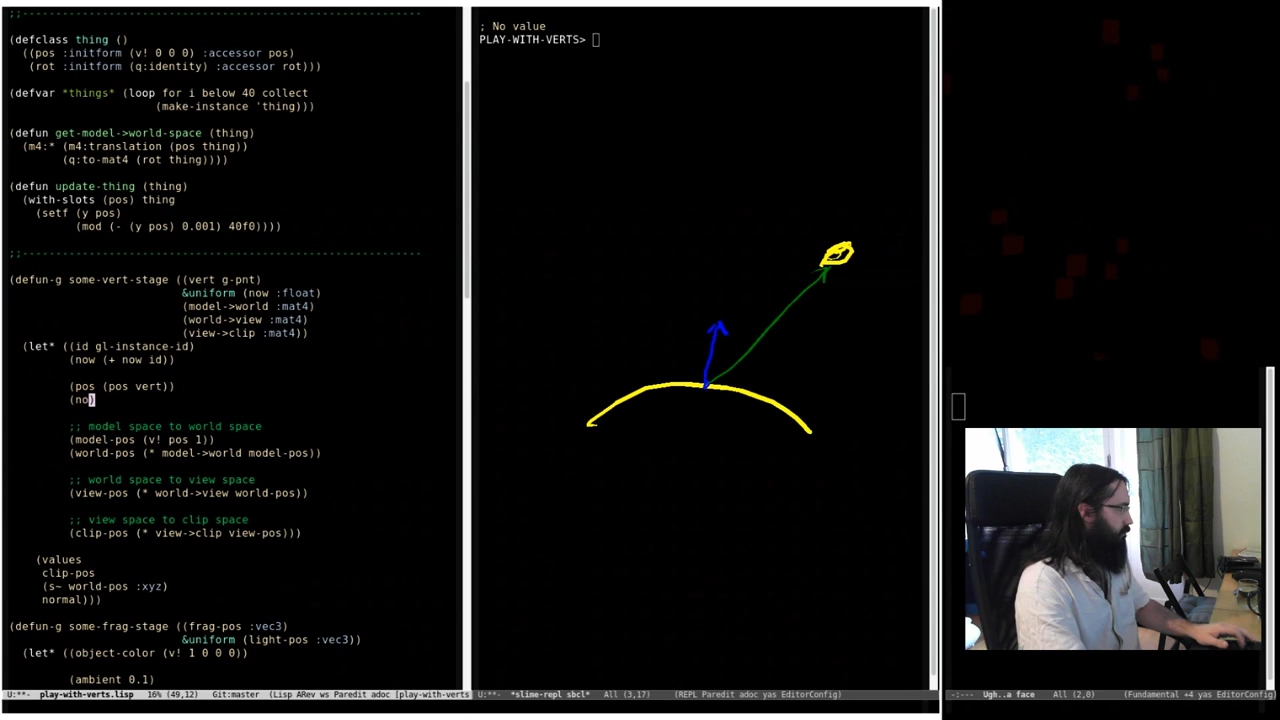 ;;--------------------------------------------------------------
(defclass thing ()
  ((pos :initform (v! 0 0 0) :accessor pos)
   (rot :initform (q:identity) :accessor rot)))
(defvar *things* (loop for i below 40 collect
                      (make-instance 'thing)))
(defun get-model->world-space (thing)
  (m4:* (m4:translation (pos thing))
        (q:to-mat4 (rot thing))))
(defun update-thing (thing)
  (with-slots (pos) thing
    (setf (y pos)
          (mod (- (y pos) 0.001) 40f0))))
;;--------------------------------------------------------------
(defun-g some-vert-stage ((vert g-pnt)
                          &uniform (now :float)
                          (model->world :mat4)
                          (world->view :mat4)
                          (view->clip :mat4))
  (let* ((id gl-instance-id)
         (now (+ now id))
         (pos (pos vert))
         (no)
         ;; model space to world space
         (model-pos (v! pos 1))
         (world-pos (* model->world model-pos))
         ;; world space to view space
         (view-pos (* world->view world-pos))
         ;; view space to clip space
         (clip-pos (* view->clip view-pos)))
    (values
     clip-pos
     (s~ world-pos :xyz)
     normal)))
(defun-g some-frag-stage ((frag-pos :vec3)
                          &uniform (light-pos :vec3))
  (let* ((object-color (v! 1 0 0 0))
         (ambient 0.1)
U:**-  play-with-verts.lisp   16% (49,12)   Git:master  (Lisp ARev ws Paredit adoc [play-with-verts
; No value
PLAY-WITH-VERTS>
U:**-  *slime-repl sbcl*   All (3,17)     (REPL Paredit adoc yas EditorConfig)
-:---  Ugh..a face    All (2,0)     (Fundamental +4 yas EditorConfig)